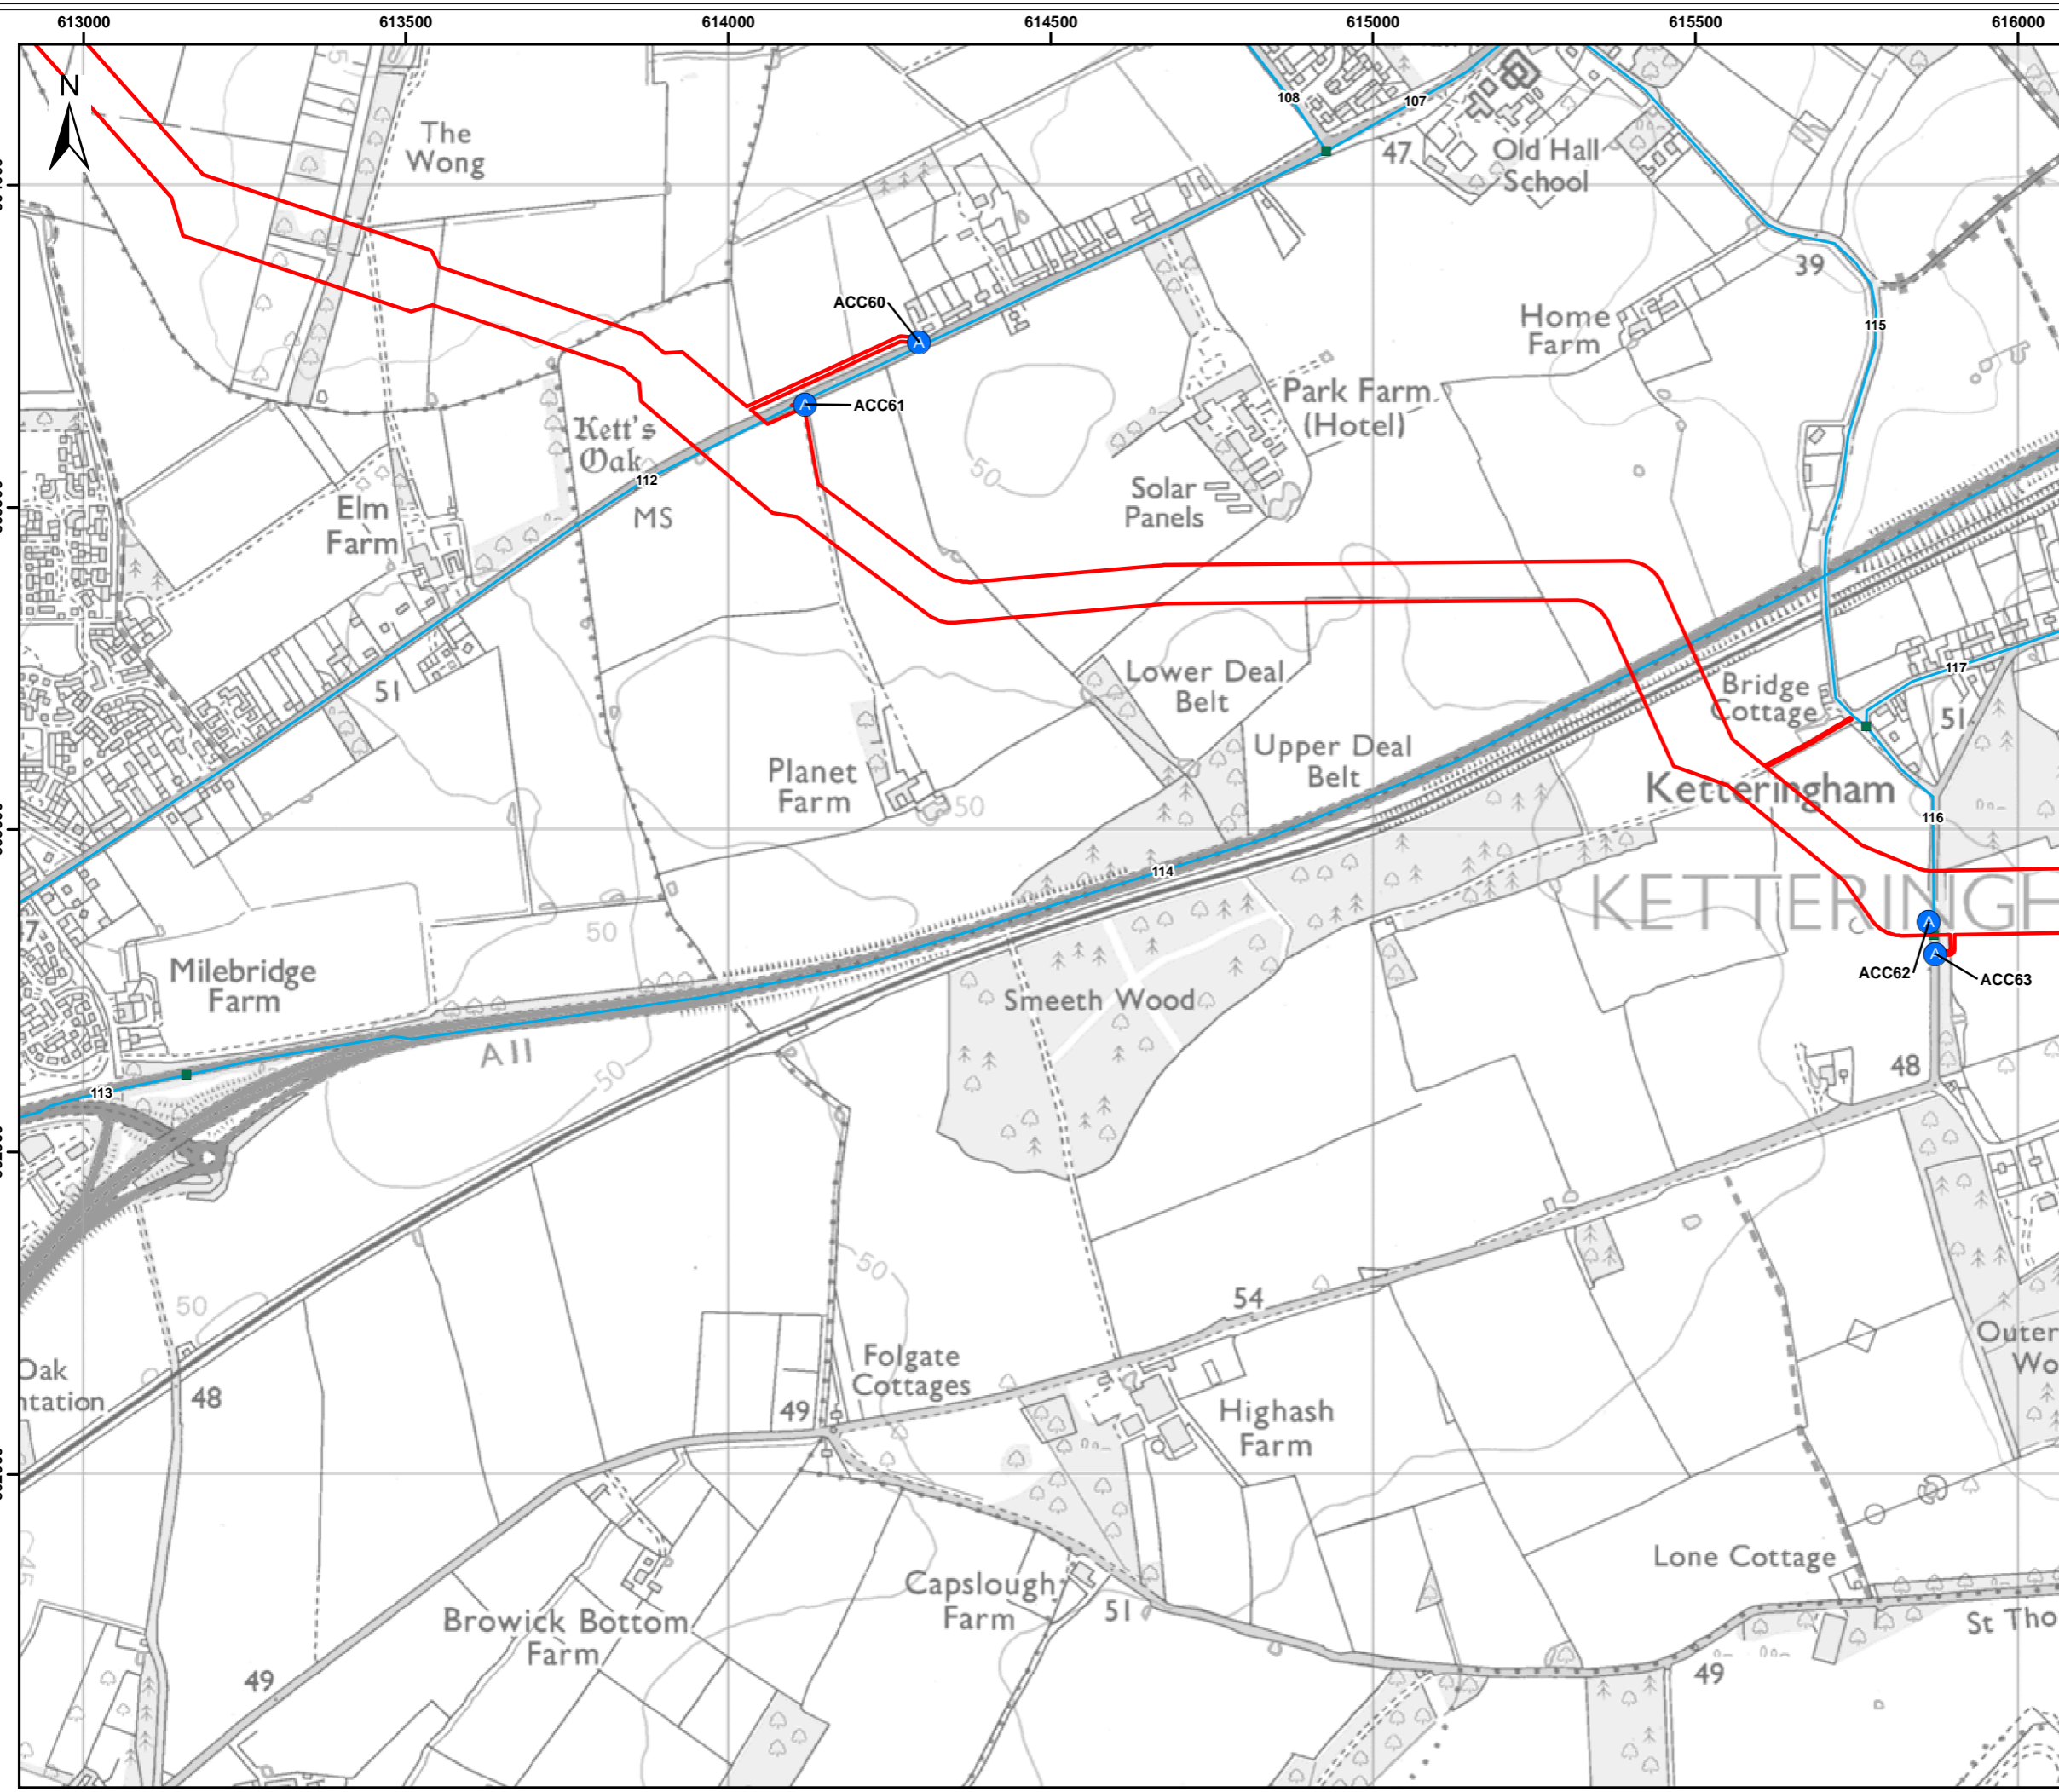 613000 613500 614000 614500 615000 615500 616000
N
108
107
The
Wong
47
Old Hall
School
39
ACC60
Home
Farm
115
ACC61
Park Farm
(Hotel)
Kett's
Oak
112
MS
50
Solar
Panels
Elm
Farm
51
Lower Deal
Belt
Bridge
Cottage
117
51
Upper Deal
Belt
Planet
Farm
50
Ketteringham
116
114
KETTERINGH
7
50
Milebridge
Farm
Smeeth Wood
ACC62
ACC63
A11
113
50
48
50
50
54
Outer
Wo
Oak
ntation
48
Folgate
Cottages
49
Highash
Farm
45
Lone Cottage
Capslough
Farm
51
Browick Bottom
Farm
St Tho
49
49